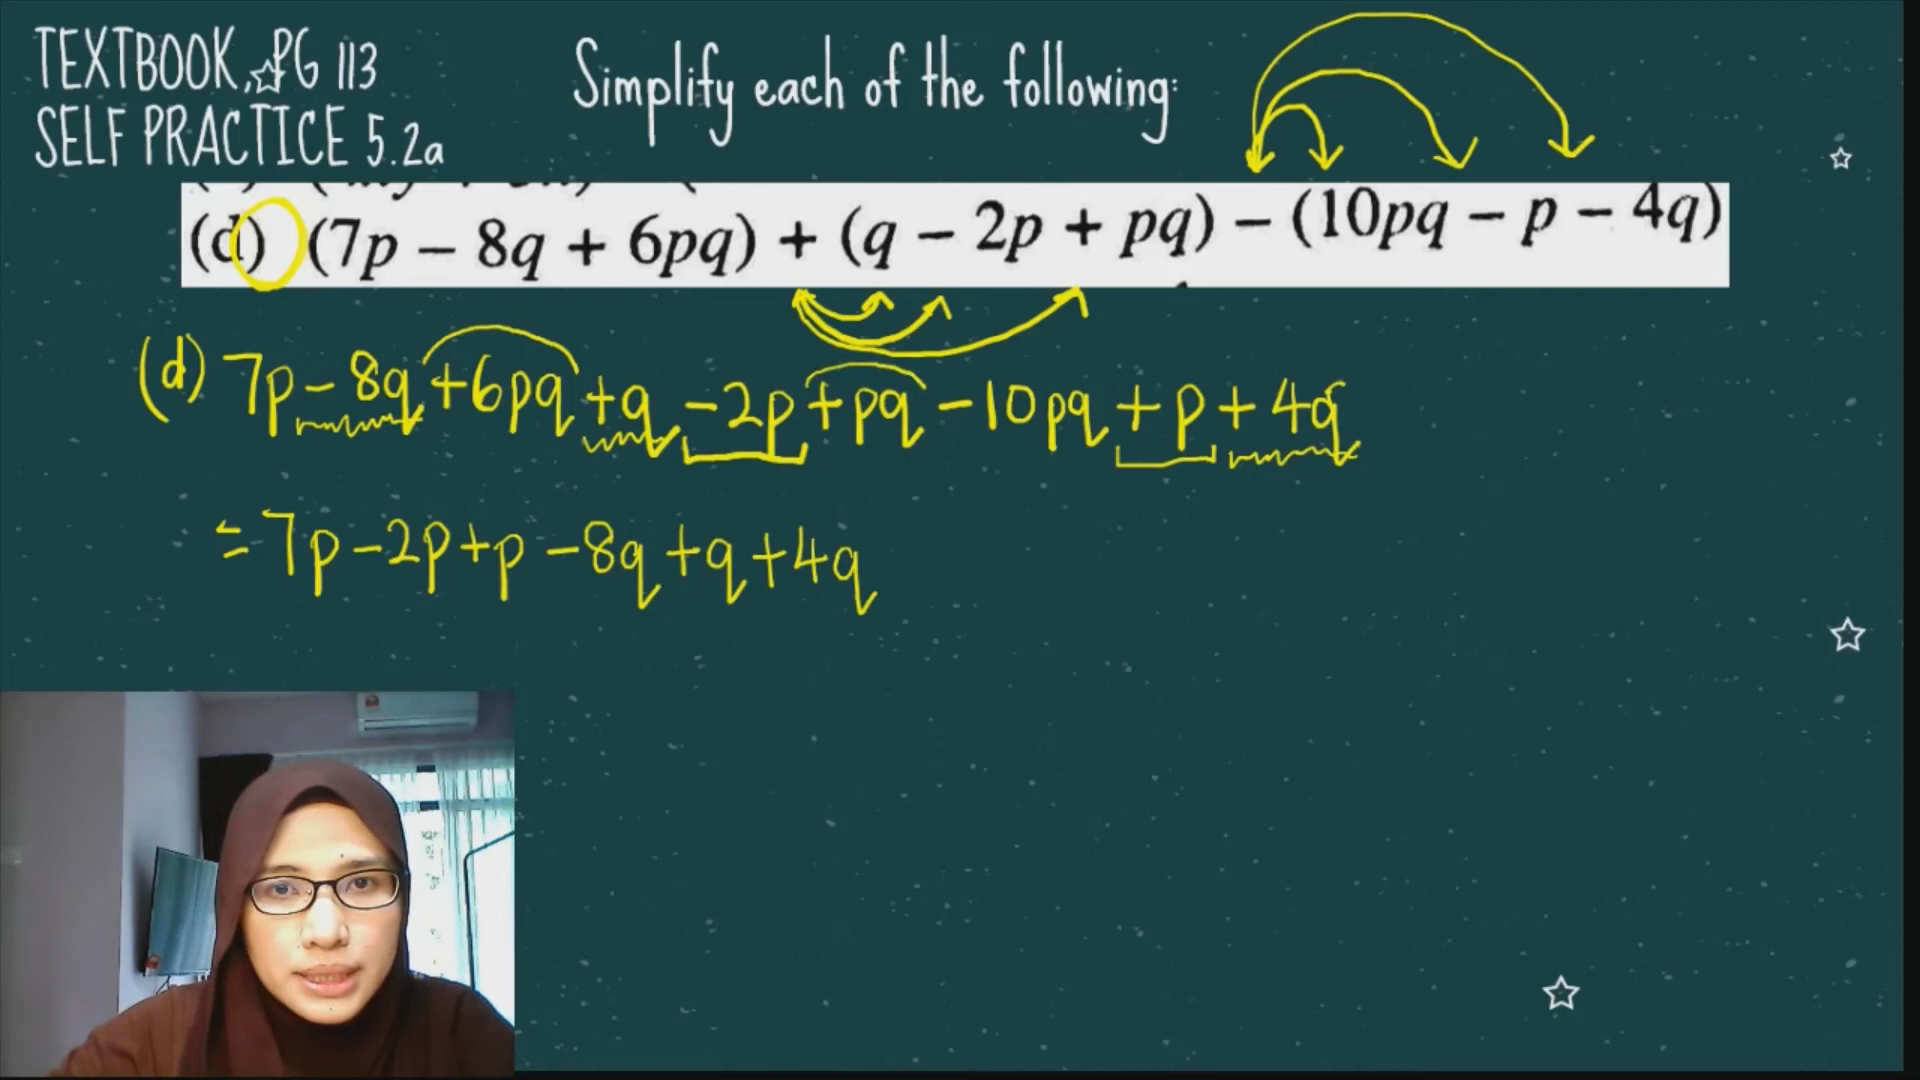 TEXTBOOK, PG 113
SELF PRACTICE 5.2a
Simplify each of the following:
(d) (7p − 8q + 6pq) + (q − 2p + pq) − (10pq − p − 4q)
(d) 7p − 8q + 6pq + q − 2p + pq − 10pq + p + 4q
= 7p − 2p + p − 8q + q + 4q